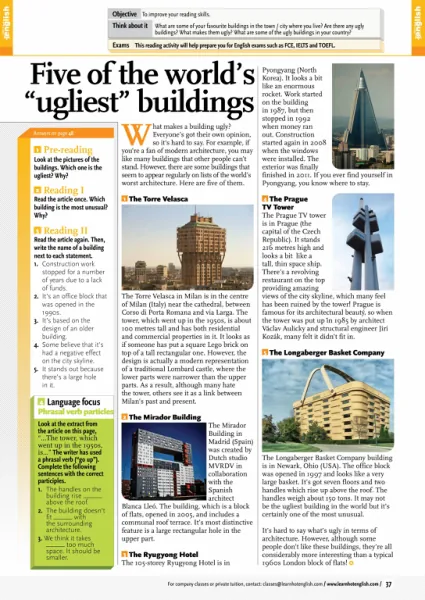 english
Objective To improve your reading skills.
Think about it What are some of your favourite buildings in the town / city where you live? Are there any ugly
buildings? What makes them ugly? What are some of the ugly buildings in your country?
Exams This reading activity will help prepare you for English exams such as FCE, IELTS and TOEFL.
Five of the world's
"ugliest" buildings
Answers on page 48
1 Pre-reading
Look at the pictures of
the buildings. Which one is the
ugliest? Why?
2 Reading I
Read the article once. Which
building is the most unusual?
Why?
3 Reading II
Read the article again. Then,
write the name of a building
next to each statement.
1. Construction work
stopped for a number
of years due to a lack
of funds.
2. It's an office block that
was opened in the
1990s.
3. It's based on the
design of an older
building.
4. Some believe that it's
had a negative effect
on the city skyline.
5. It stands out because
there's a large hole
in it.
4 Language focus
Phrasal verb particles
Look at the extract from
the article on this page,
"...The tower, which
went up in the 1950s,
is..." The writer has used
a phrasal verb ("go up").
Complete the following
sentences with the correct
participles.
1. The handles on the
building rise _____
above the roof.
2. The building doesn't
fit _____ with
the surrounding
architecture.
3. We think it takes
_____ too much
space. It should be
smaller.
What makes a building ugly?
Everyone's got their own opinion,
so it's hard to say. For example, if
you're a fan of modern architecture, you may
like many buildings that other people can't
stand. However, there are some buildings that
seem to appear regularly on lists of the world's
worst architecture. Here are five of them.
1 The Torre Velasca
The Torre Velasca in Milan is in the centre
of Milan (Italy) near the cathedral, between
Corso di Porta Romana and via Larga. The
tower, which went up in the 1950s, is about
100 metres tall and has both residential
and commercial properties in it. It looks as
if someone has put a square Lego brick on
top of a tall rectangular one. However, the
design is actually a modern representation
of a traditional Lombard castle, where the
lower parts were narrower than the upper
parts. As a result, although many hate
the tower, others see it as a link between
Milan's past and present.
2 The Mirador Building
The Mirador
Building in
Madrid (Spain)
was created by
Dutch studio
MVRDV in
collaboration
with the
Spanish
architect
Blanca Lleó. The building, which is a block
of flats, opened in 2005, and includes a
communal roof terrace. It's most distinctive
feature is a large rectangular hole in the
upper part.
3 The Ryugyong Hotel
The 105-storey Ryugyong Hotel is in
Pyongyang (North
Korea). It looks a bit
like an enormous
rocket. Work started
on the building
in 1987, but then
stopped in 1992
when money ran
out. Construction
started again in 2008
when the windows
were installed. The
exterior was finally
finished in 2011. If you ever find yourself in
Pyongyang, you know where to stay.
4 The Prague
TV Tower
The Prague TV tower
is in Prague (the
capital of the Czech
Republic). It stands
216 metres high and
looks a bit like a
tall, thin space ship.
There's a revolving
restaurant on the top
providing amazing
views of the city skyline, which many feel
has been ruined by the tower! Prague is
famous for its architectural beauty, so when
the tower was put up in 1985 by architect
Václav Aulický and structural engineer Jiri
Kozák, many felt it didn't fit in.
5 The Longaberger Basket Company
The Longaberger Basket Company building
is in Newark, Ohio (USA). The office block
was opened in 1997 and looks like a very
large basket. It's got seven floors and two
handles which rise up above the roof. The
handles weigh about 150 tons. It may not
be the ugliest building in the world but it's
certainly one of the most unusual.
It's hard to say what's ugly in terms of
architecture. However, although some
people don't like these buildings, they're all
considerably more interesting than a typical
1960s London block of flats!
For company classes or private tuition, contact: classes@learnhotenglish.com / www.learnhotenglish.com / 37